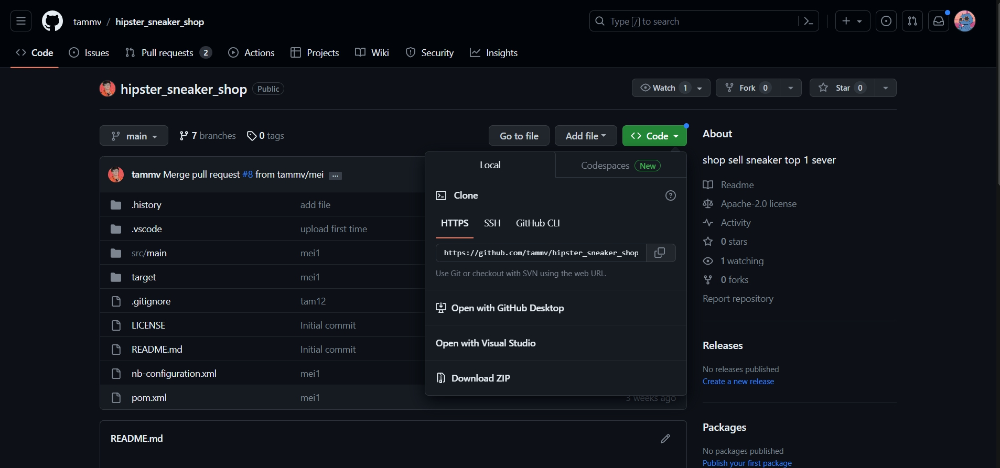 tammv / hipster_sneaker_shop
Type / to search
Code
Issues
Pull requests 2
Actions
Projects
Wiki
Security
Insights
hipster_sneaker_shop Public
Watch 1
Fork 0
Star 0
main
7 branches
0 tags
Go to file
Add file
Code
tammv Merge pull request #8 from tammv/mei ...
.history add file
.vscode upload first time
src/main mei1
target mei1
.gitignore tam12
LICENSE Initial commit
README.md Initial commit
nb-configuration.xml mei1
pom.xml mei1 3 weeks ago
Local
Codespaces New
Clone
HTTPS SSH GitHub CLI
https://github.com/tammv/hipster_sneaker_shop
Use Git or checkout with SVN using the web URL.
Open with GitHub Desktop
Open with Visual Studio
Download ZIP
README.md
About
shop sell sneaker top 1 sever
Readme
Apache-2.0 license
Activity
0 stars
1 watching
0 forks
Report repository
Releases
No releases published
Create a new release
Packages
No packages published
Publish your first package